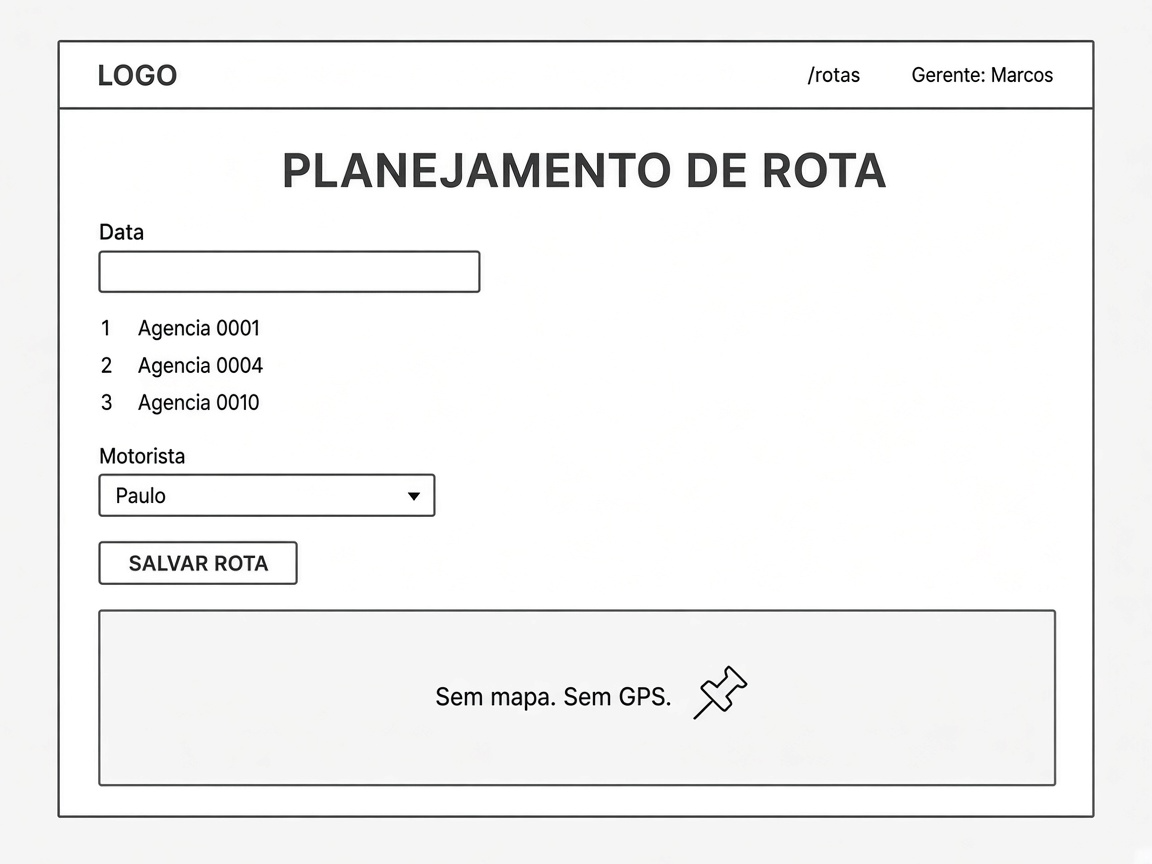 LOGO /rotas Gerente: Marcos
PLANEJAMENTO DE ROTA
Data
1 Agencia 0001
2 Agencia 0004
3 Agencia 0010
Motorista
Paulo
SALVAR ROTA
Sem mapa. Sem GPS.